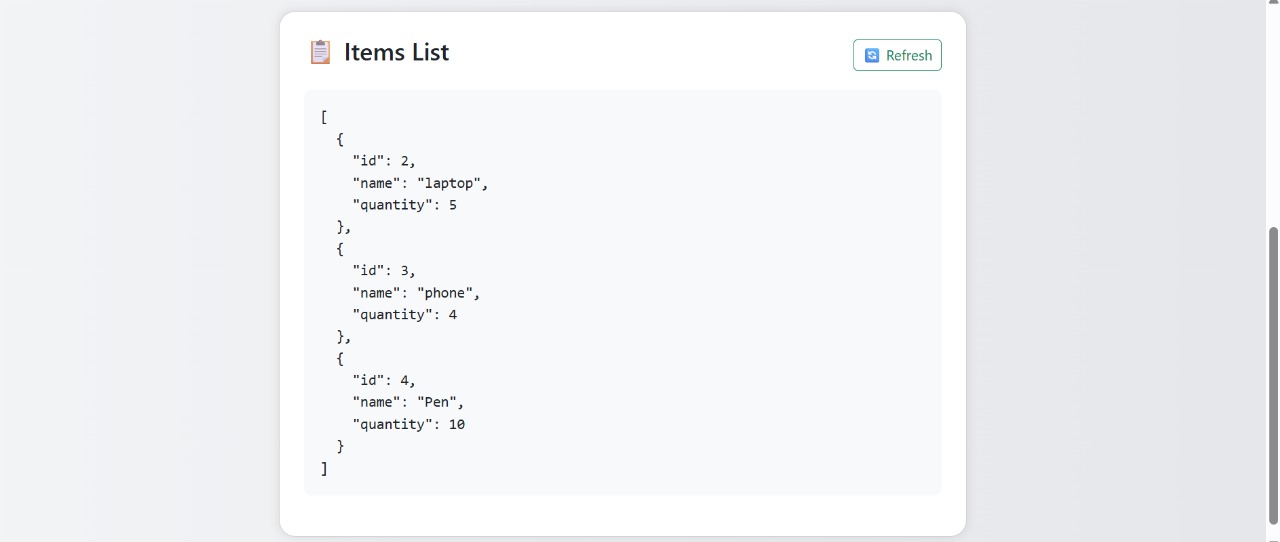 Items List
Refresh
[
  {
    "id": 2,
    "name": "laptop",
    "quantity": 5
  },
  {
    "id": 3,
    "name": "phone",
    "quantity": 4
  },
  {
    "id": 4,
    "name": "Pen",
    "quantity": 10
  }
]